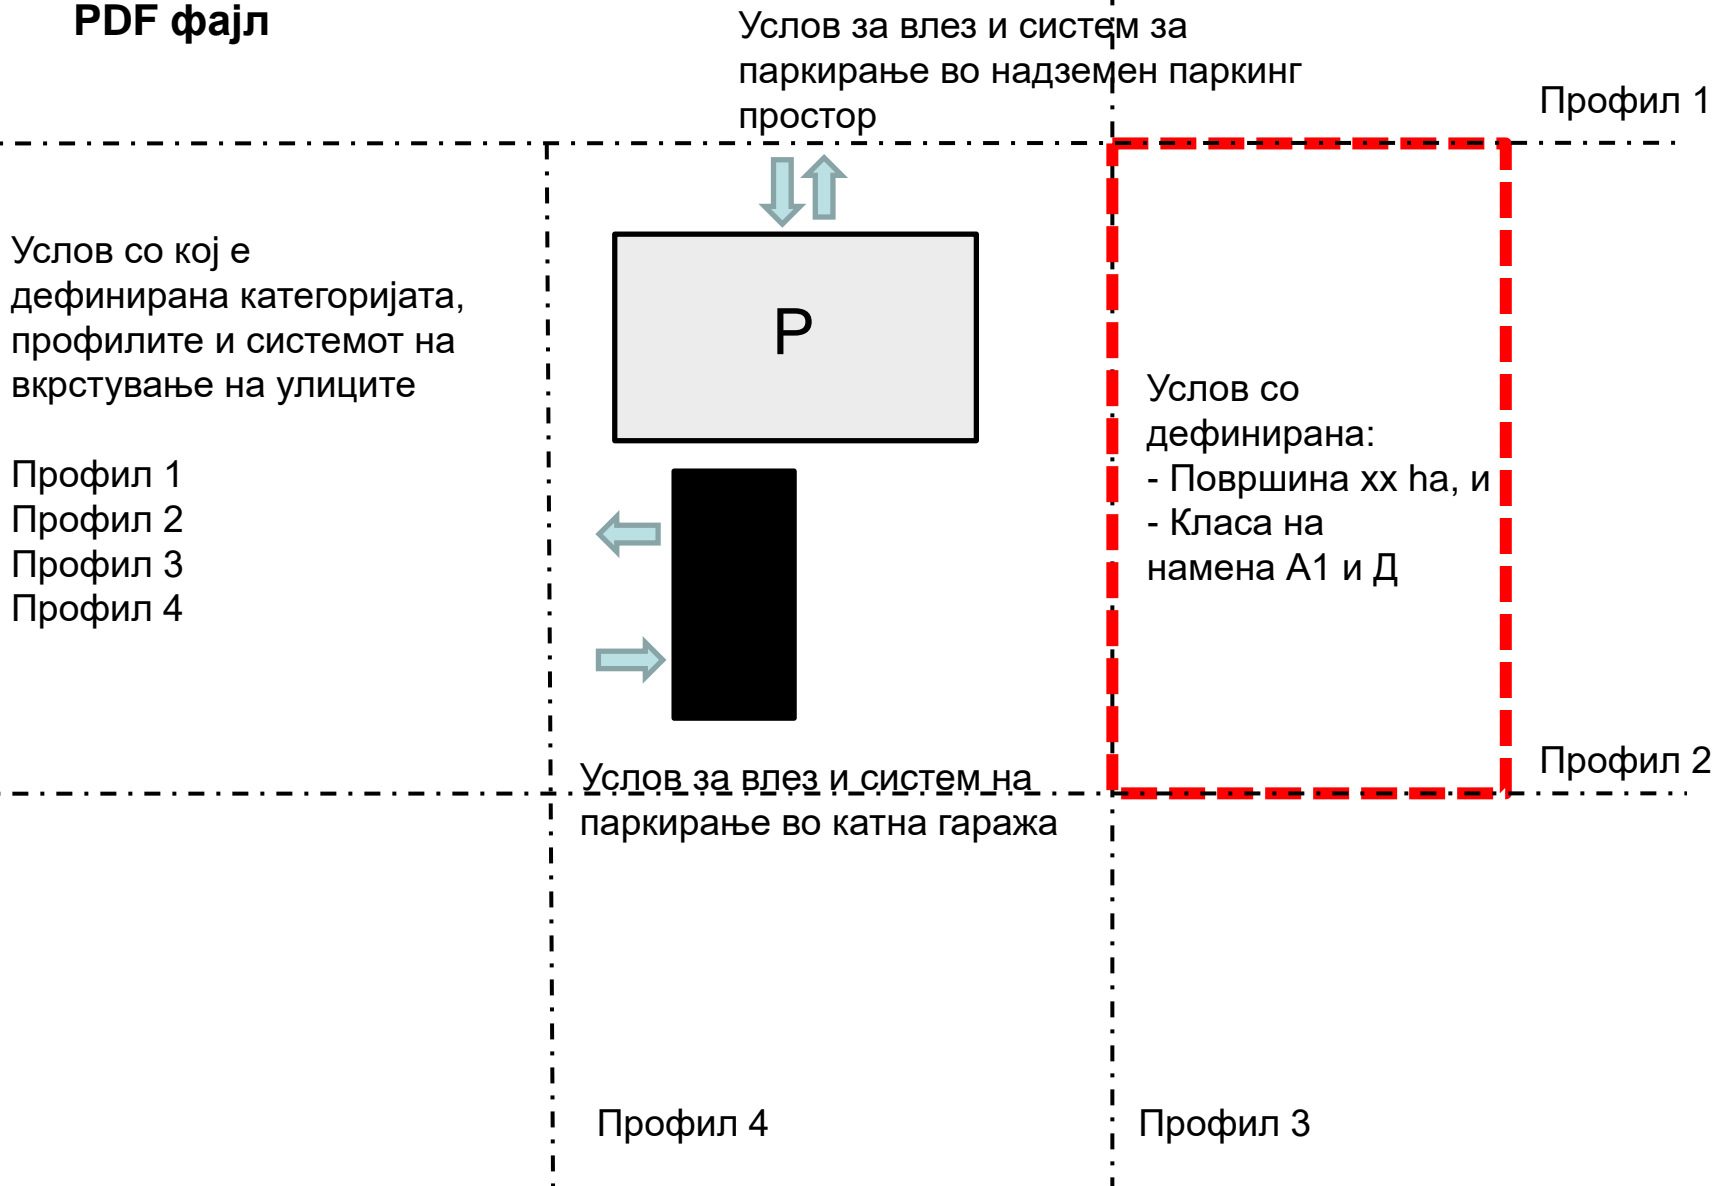 PDF фајл
Услов за влез и систем за
паркирање во надземен паркинг
простор
Профил 1
Услов со кој е
дефинирана категоријата,
профилите и системот на
вкрстување на улиците
Профил 1
Профил 2
Профил 3
Профил 4
P
Услов со
дефинирана:
- Површина xx ha, и
- Класа на
намена А1 и Д
Профил 2
Услов за влез и систем на
паркирање во катна гаража
Профил 4
Профил 3